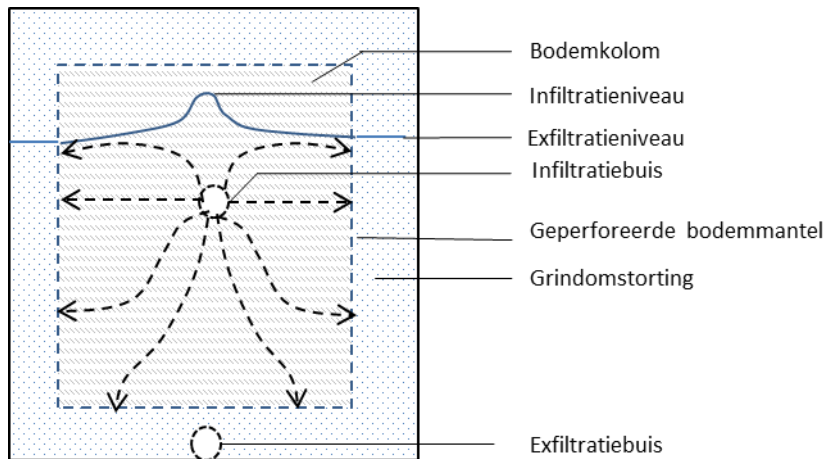 Bodemkolom
Infiltratieniveau
Exfiltratieniveau
Infiltratiebuis
Geperforeerde bodemmantel
Grindomstorting
Exfiltratiebuis